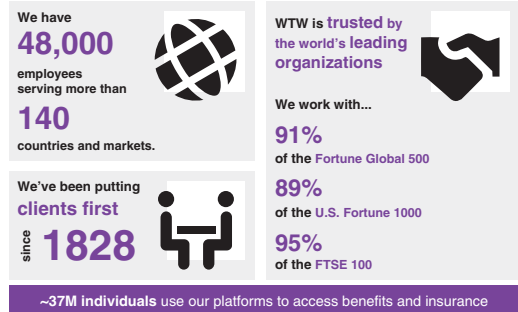 We have
48,000
employees
serving more than
140
countries and markets.
We've been putting
clients first
since 1828
WTW is trusted by
the world's leading
organizations
We work with...
91%
of the Fortune Global 500
89%
of the U.S. Fortune 1000
95%
of the FTSE 100
~37M individuals use our platforms to access benefits and insurance